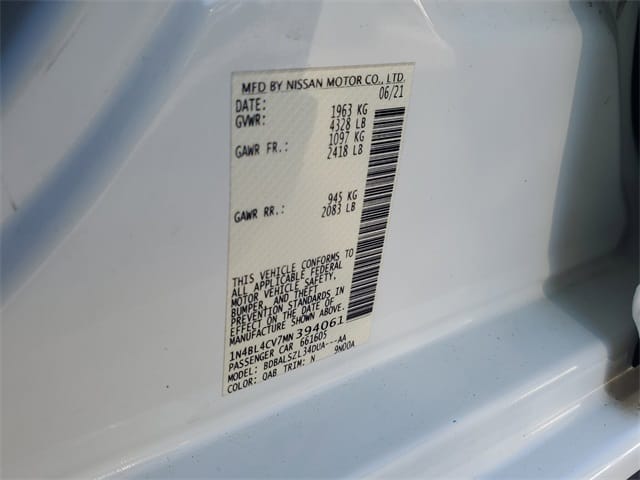 MFD BY NISSAN MOTOR CO., LTD.
DATE: 06/21
GVWR: 1963 KG
4328 LB
GAWR FR.: 1097 KG
2418 LB
945 KG
GAWR RR.: 2083 LB
THIS VEHICLE CONFORMS TO
ALL APPLICABLE FEDERAL
MOTOR VEHICLE SAFETY,
BUMPER, AND THEFT
PREVENTION STANDARDS IN
EFFECT ON THE DATE OF
MANUFACTURE SHOWN ABOVE.
1N4BL4CV7MN394061
PASSENGER CAR 661605
MODEL: BDBALSZL34DUA---AA
COLOR: QAB TRIM: N 9N00A